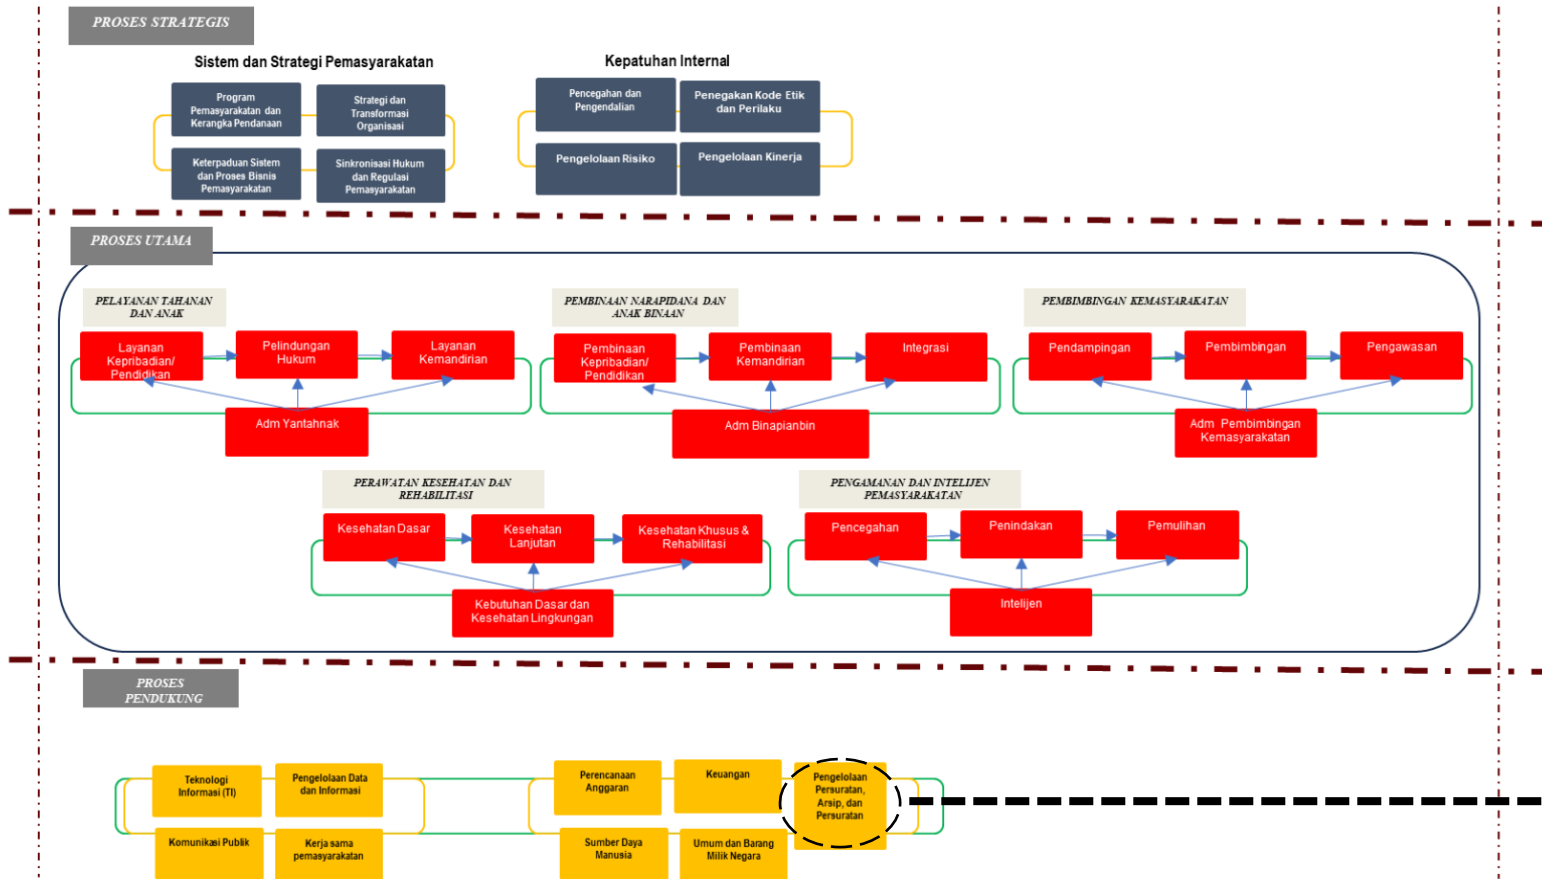 PROSES STRATEGIS
Sistem dan Strategi Pemasyarakatan
Program
Pemasyarakatan dan
Kerangka Pendanaan
Strategi dan
Transformasi
Organisasi
Keterpaduan Sistem
dan Proses Bisnis
Pemasyarakatan
Sinkronisasi Hukum
dan Regulasi
Pemasyarakatan
Kepatuhan Internal
Pencegahan dan
Pengendalian
Penegakan Kode Etik
dan Perilaku
Pengelolaan Risiko
Pengelolaan Kinerja
PROSES UTAMA
PELAYANAN TAHANAN
DAN ANAK
Layanan
Kepribadian/
Pendidikan
Pelindungan
Hukum
Layanan
Kemandirian
Adm Yantahnak
PEMBINAAN NARAPIDANA DAN
ANAK BINAAN
Pembinaan
Kepribadian/
Pendidikan
Pembinaan
Kemandirian
Integrasi
Adm Binapianbin
PEMBIMBINGAN KEMASYARAKATAN
Pendampingan
Pembimbingan
Pengawasan
Adm Pembimbingan
Kemasyarakatan
PERAWATAN KESEHATAN DAN
REHABILITASI
Kesehatan Dasar
Kesehatan
Lanjutan
Kesehatan Khusus &
Rehabilitasi
Kebutuhan Dasar dan
Kesehatan Lingkungan
PENGAMANAN DAN INTELIJEN
PEMASYARAKATAN
Pencegahan
Penindakan
Pemulihan
Intelijen
PROSES
PENDUKUNG
Teknologi
Informasi (TI)
Pengelolaan Data
dan Informasi
Komunikasi Publik
Kerja sama
pemasyarakatan
Perencanaan
Anggaran
Keuangan
Pengelolaan
Persuratan,
Arsip, dan
Persuratan
Sumber Daya
Manusia
Umum dan Barang
Milik Negara